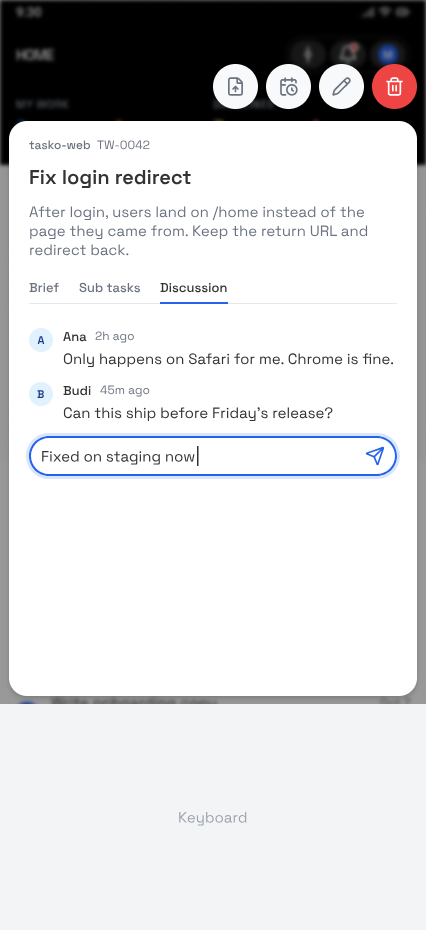 9:30
HOME
MY WORK
tasko-web TW-0042
Fix login redirect
After login, users land on /home instead of the
page they came from. Keep the return URL and
redirect back.
Brief Sub tasks Discussion
A Ana 2h ago
Only happens on Safari for me. Chrome is fine.
B Budi 45m ago
Can this ship before Friday's release?
Fixed on staging now
Keyboard